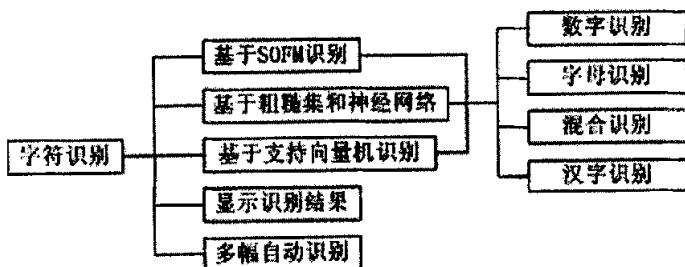 字符识别
基于SOFM识别
基于粗糙集和神经网络
基于支持向量机识别
显示识别结果
多幅自动识别
数字识别
字母识别
混合识别
汉字识别